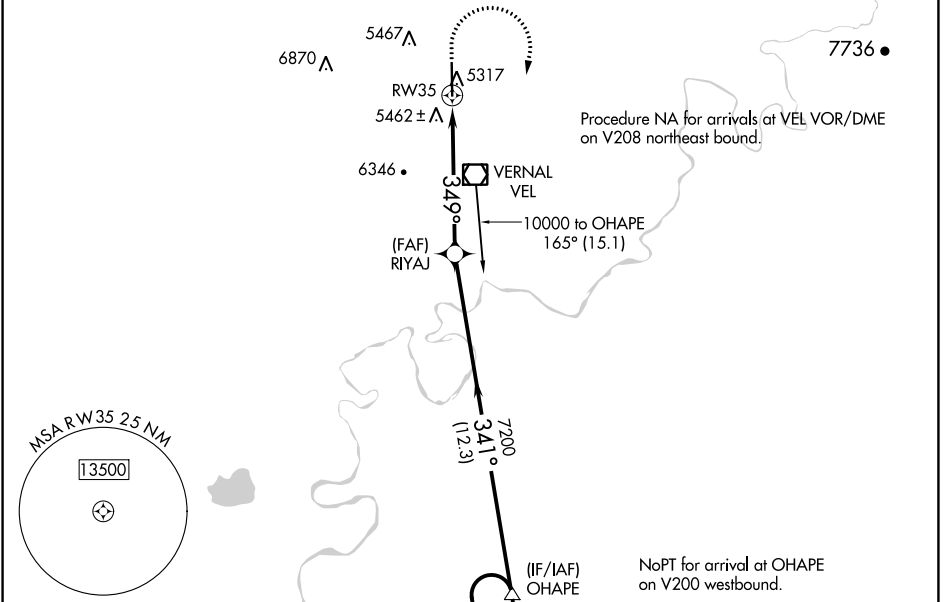 5467
6870
7736
5317
RW35
5462 ±
Procedure NA for arrivals at VEL VOR/DME
on V208 northeast bound.
6346
VERNAL
VEL
349°
10000 to OHAPE
165° (15.1)
(FAF)
RIYAJ
7200
341°
(12.3)
MSA RW35 25 NM
13500
(IF/IAF)
OHAPE
NoPT for arrival at OHAPE
on V200 westbound.